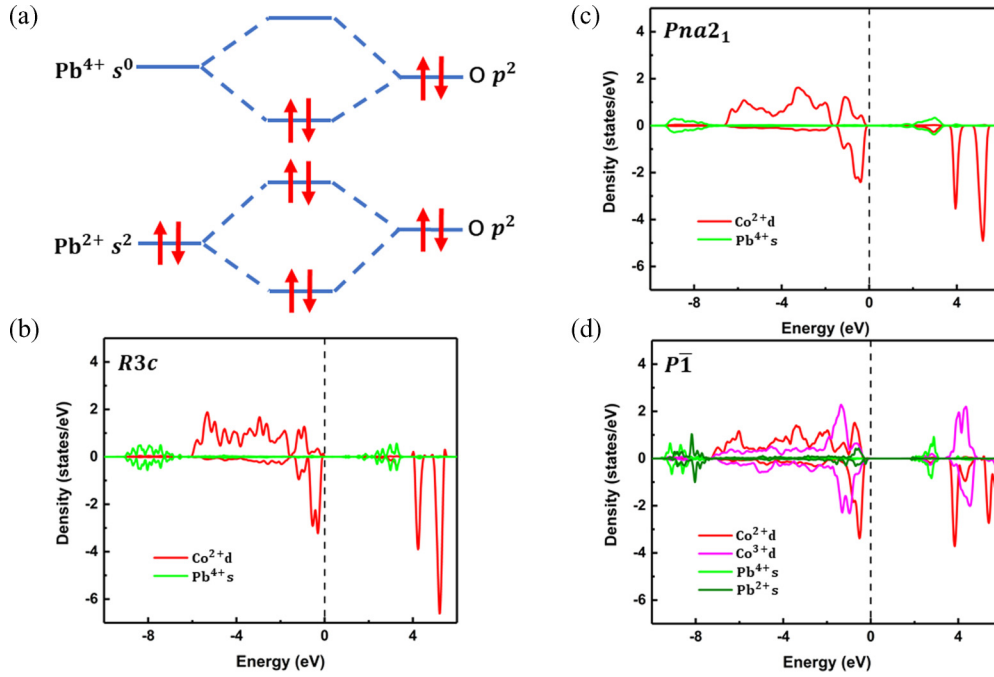 (a)
Pb⁴⁺ s⁰
O p²
Pb²⁺ s²
O p²
(b)
R3c
Density (states/eV)
4
2
0
-2
-4
-6
Co²⁺d
Pb⁴⁺s
-8
-4
0
4
Energy (eV)
(c)
Pna2₁
Density (states/eV)
4
2
0
-2
-4
-6
Co²⁺d
Pb⁴⁺s
-8
-4
0
4
Energy (eV)
(d)
P1̅
Density (states/eV)
4
2
0
-2
-4
-6
Co²⁺d
Co³⁺d
Pb⁴⁺s
Pb²⁺s
-8
-4
0
4
Energy (eV)